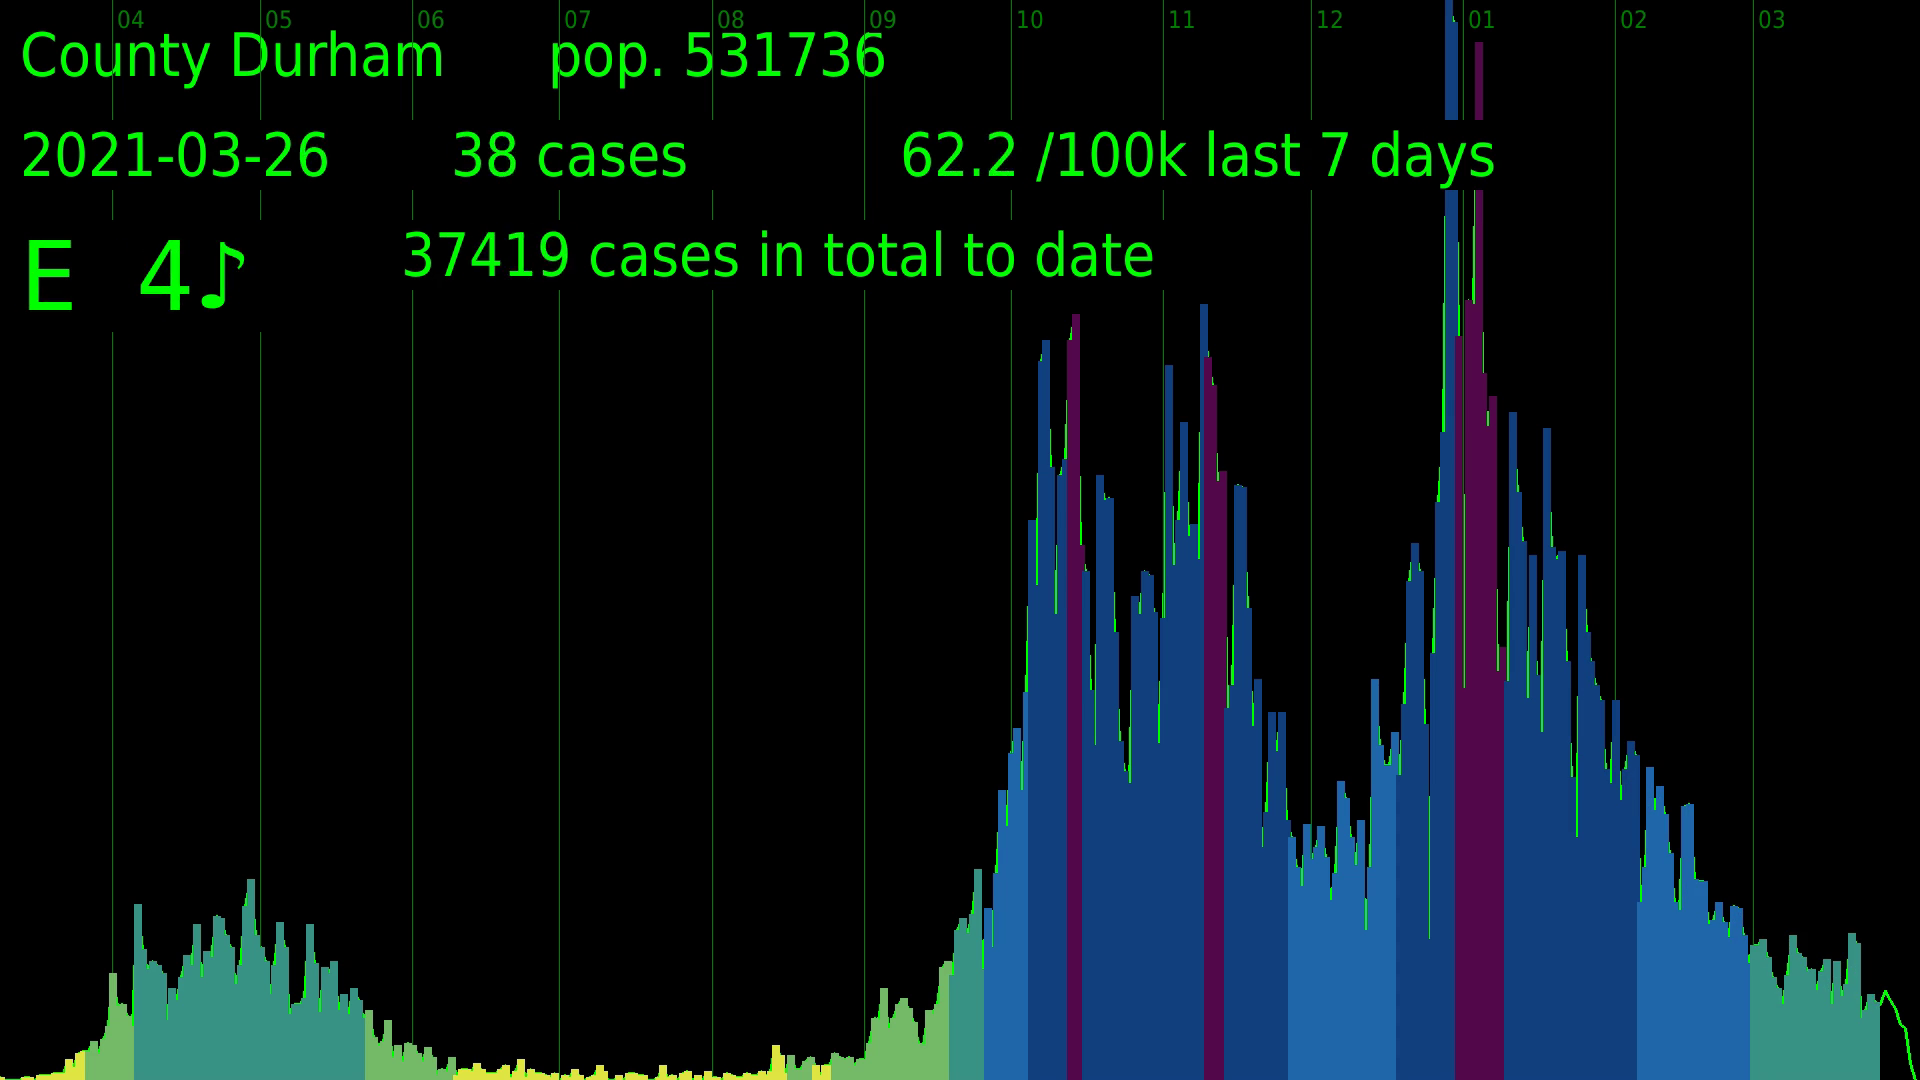 04 05 06 07 08 09 10 11 12 01 02 03
County Durham pop. 531736
2021-03-26 38 cases 62.2 /100k last 7 days
E 4♪ 37419 cases in total to date